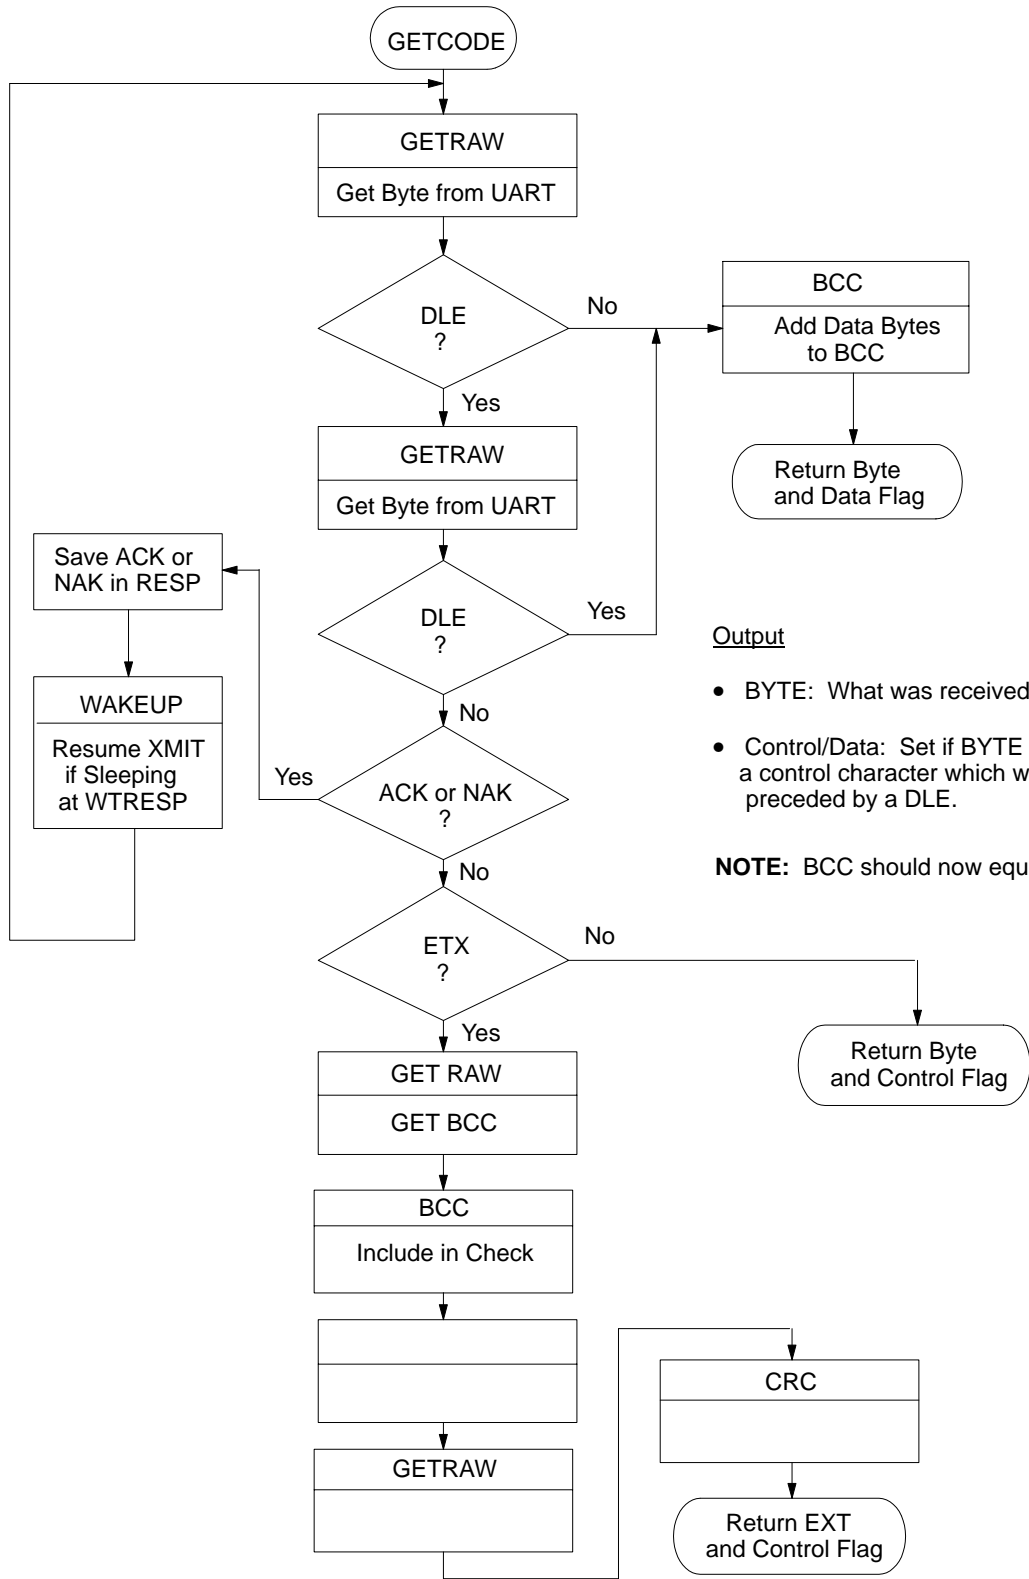 GETCODE
GETRAW
Get Byte from UART
DLE
?
No
BCC
Add Data Bytes
to BCC
Yes
GETRAW
Get Byte from UART
Return Byte
and Data Flag
Save ACK or
NAK in RESP
DLE
?
Yes
Output
• BYTE: What was received
WAKEUP
Resume XMIT
if Sleeping
at WTRESP
No
• Control/Data: Set if BYTE
a control character which w
preceded by a DLE.
Yes
ACK or NAK
?
No
NOTE: BCC should now equ
ETX
?
No
Yes
Return Byte
and Control Flag
GET RAW
GET BCC
BCC
Include in Check
CRC
GETRAW
Return EXT
and Control Flag